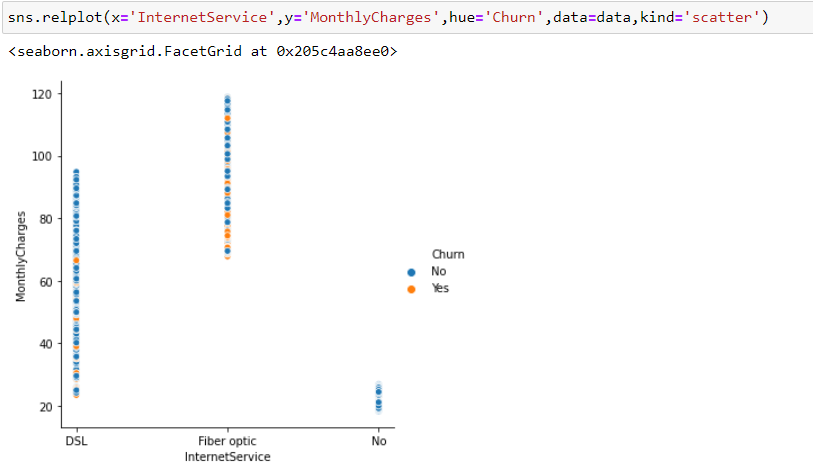 sns.relplot(x='InternetService',y='MonthlyCharges',hue='Churn',data=data,kind='scatter')
<seaborn.axisgrid.FacetGrid at 0x205c4aa8ee0>
120
100
80
60
40
20
MonthlyCharges
Churn
No
Yes
DSL Fiber optic No
InternetService